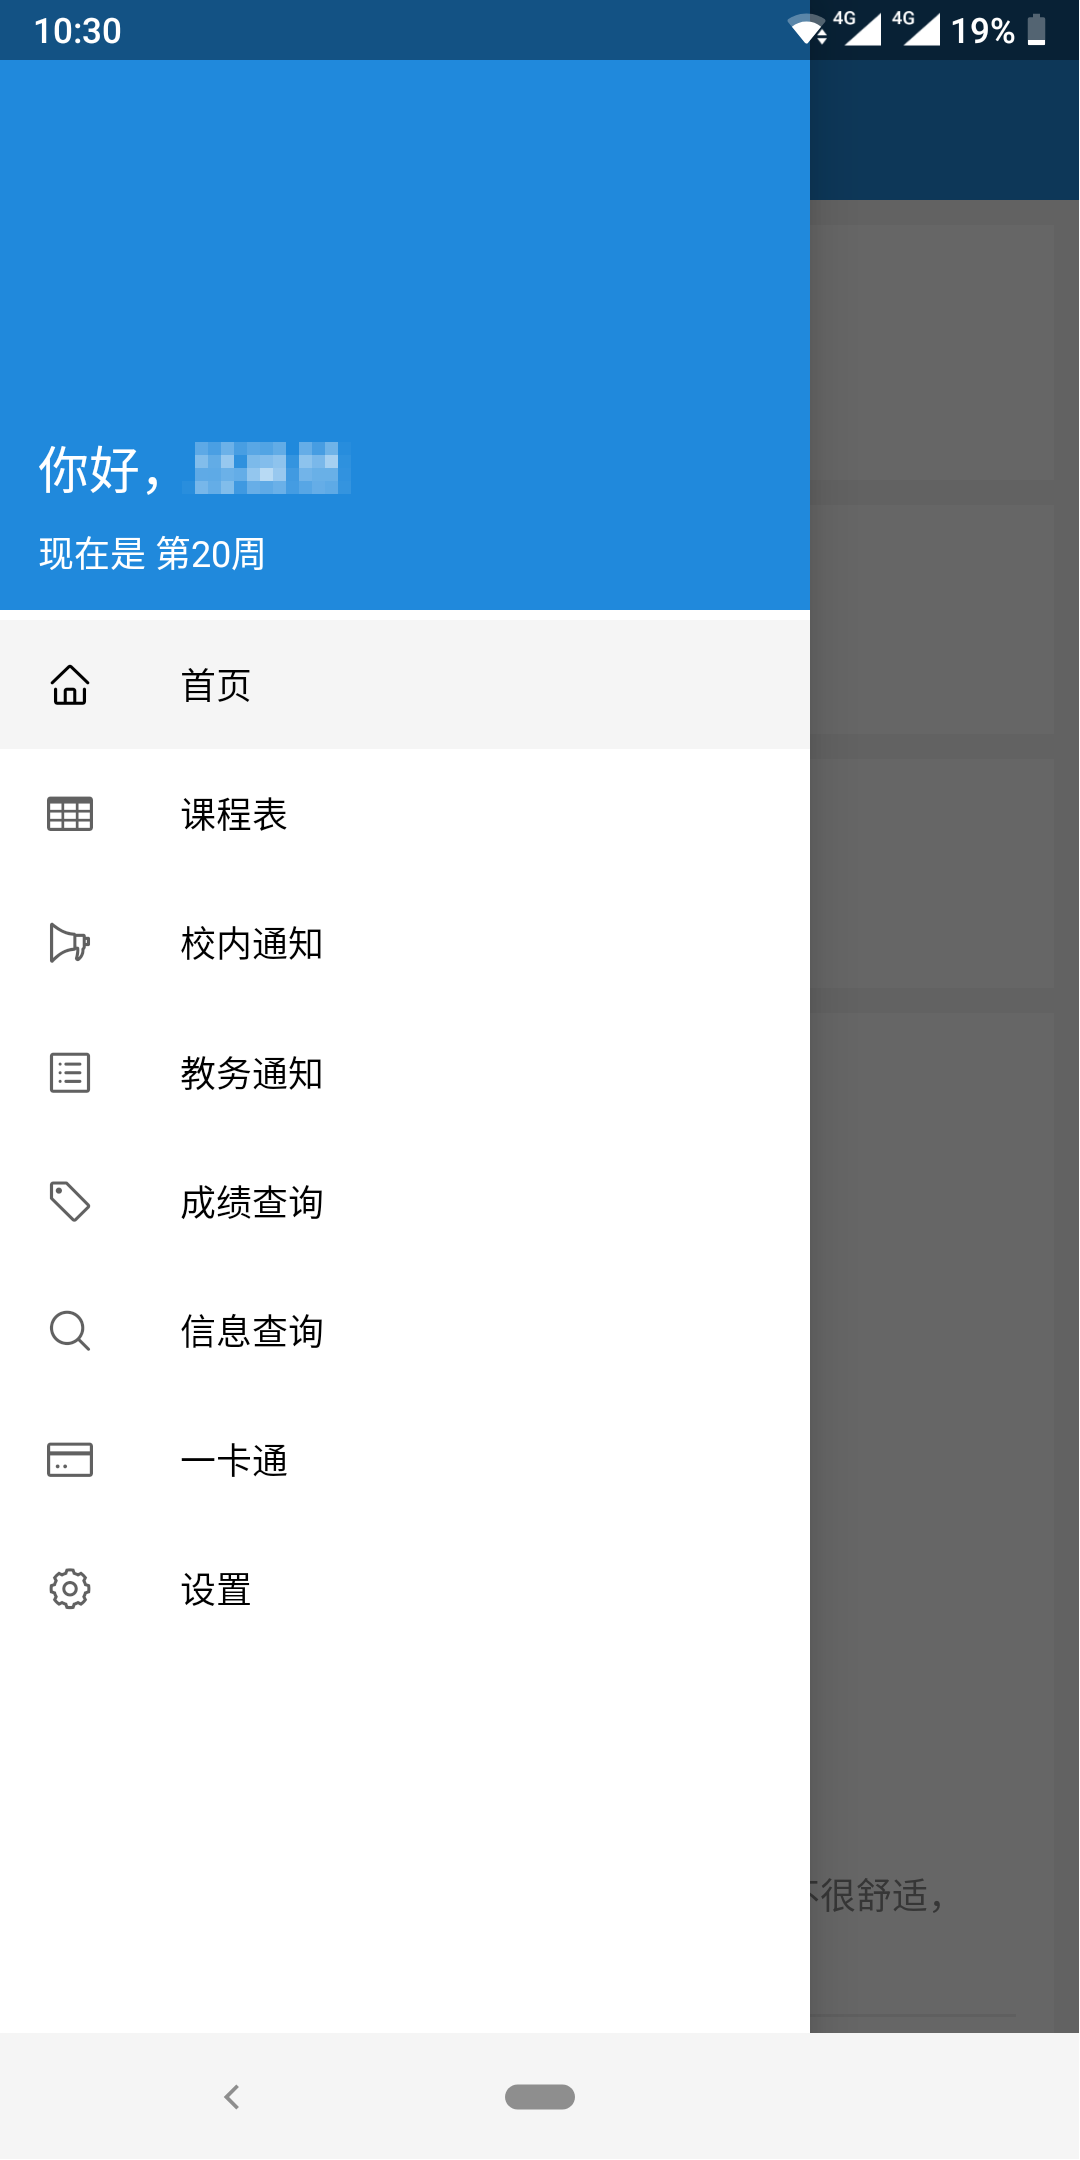 10:30 4G 4G 19%
你好，
现在是 第20周
首页
课程表
校内通知
教务通知
成绩查询
信息查询
一卡通
不很舒适，
设置